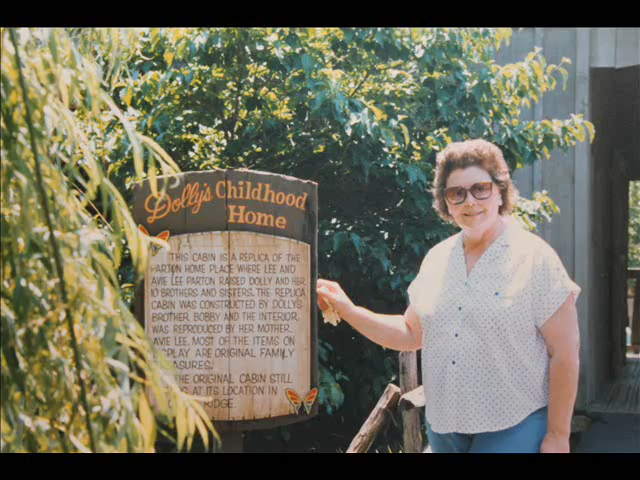 Dolly's Childhood
Home
THIS CABIN IS A REPLICA OF THE
PARTON HOME PLACE WHERE LEE AND
AVIE LEE PARTON RAISED DOLLY AND HER
10 BROTHERS AND SISTERS. THE REPLICA
CABIN WAS CONSTRUCTED BY DOLLY'S
BROTHER, BOBBY AND THE INTERIOR
WAS REPRODUCED BY HER MOTHER,
AVIE LEE. MOST OF THE ITEMS ON
DISPLAY ARE ORIGINAL FAMILY
EASURES.
THE ORIGINAL CABIN STILL
AT ITS LOCATION IN
RIDGE.